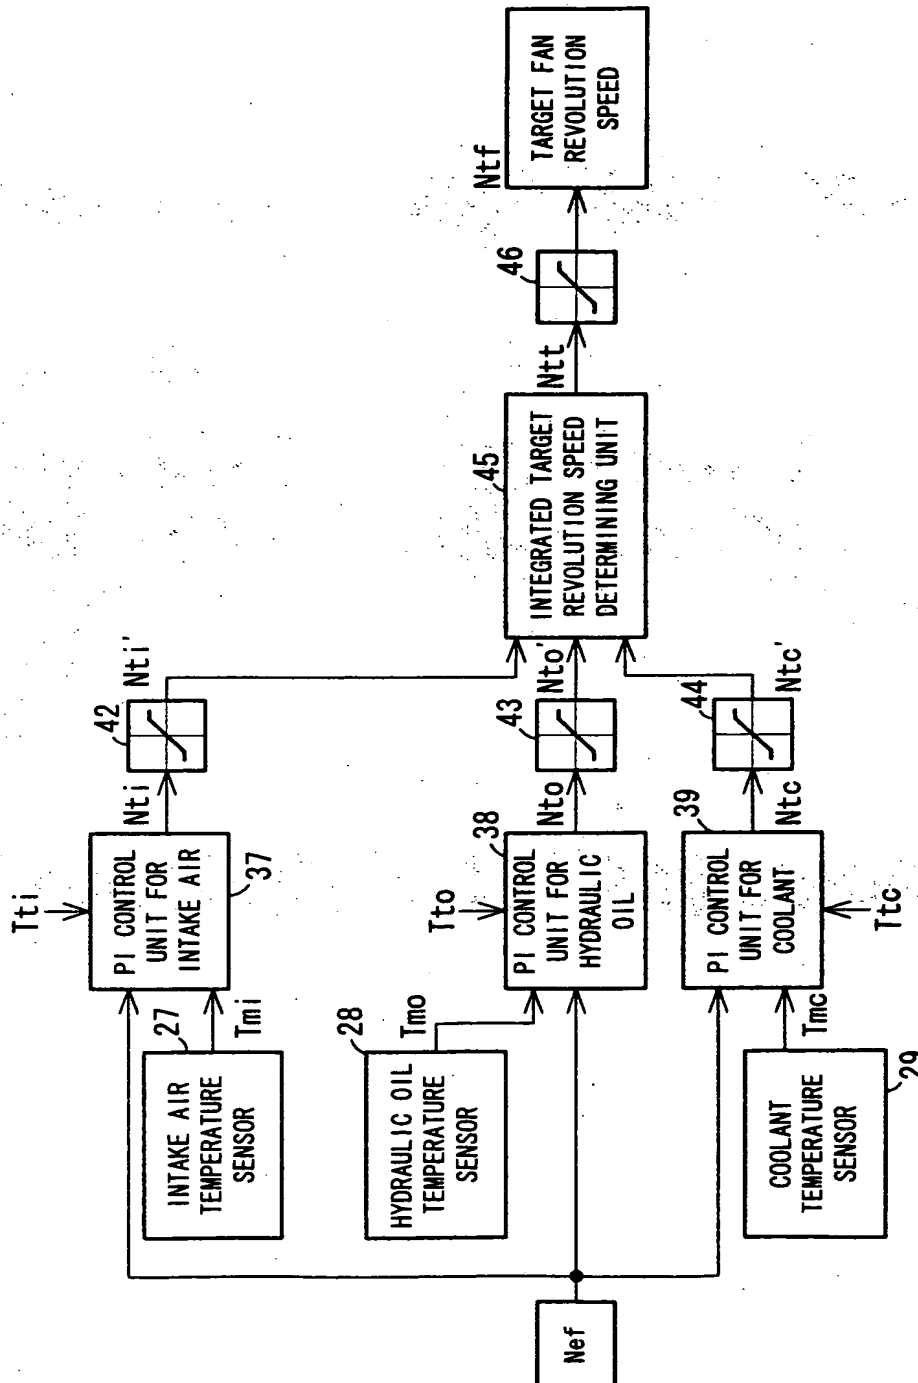 Tti
PI CONTROL
UNIT FOR
INTAKE AIR
37
Nti
42
Nti'
27
INTAKE AIR
TEMPERATURE
SENSOR
Tmi
28
HYDRAULIC OIL
TEMPERATURE
SENSOR
Tmo
Tto
38
PI CONTROL
UNIT FOR
HYDRAULIC
OIL
Nto
43
Nto'
45
INTEGRATED TARGET
REVOLUTION SPEED
DETERMINING UNIT
Ntt
46
Ntf
TARGET FAN
REVOLUTION
SPEED
Nef
COOLANT
TEMPERATURE
SENSOR
29
Tmc
39
PI CONTROL
UNIT FOR
COOLANT
Ttc
Ntc
44
Ntc'